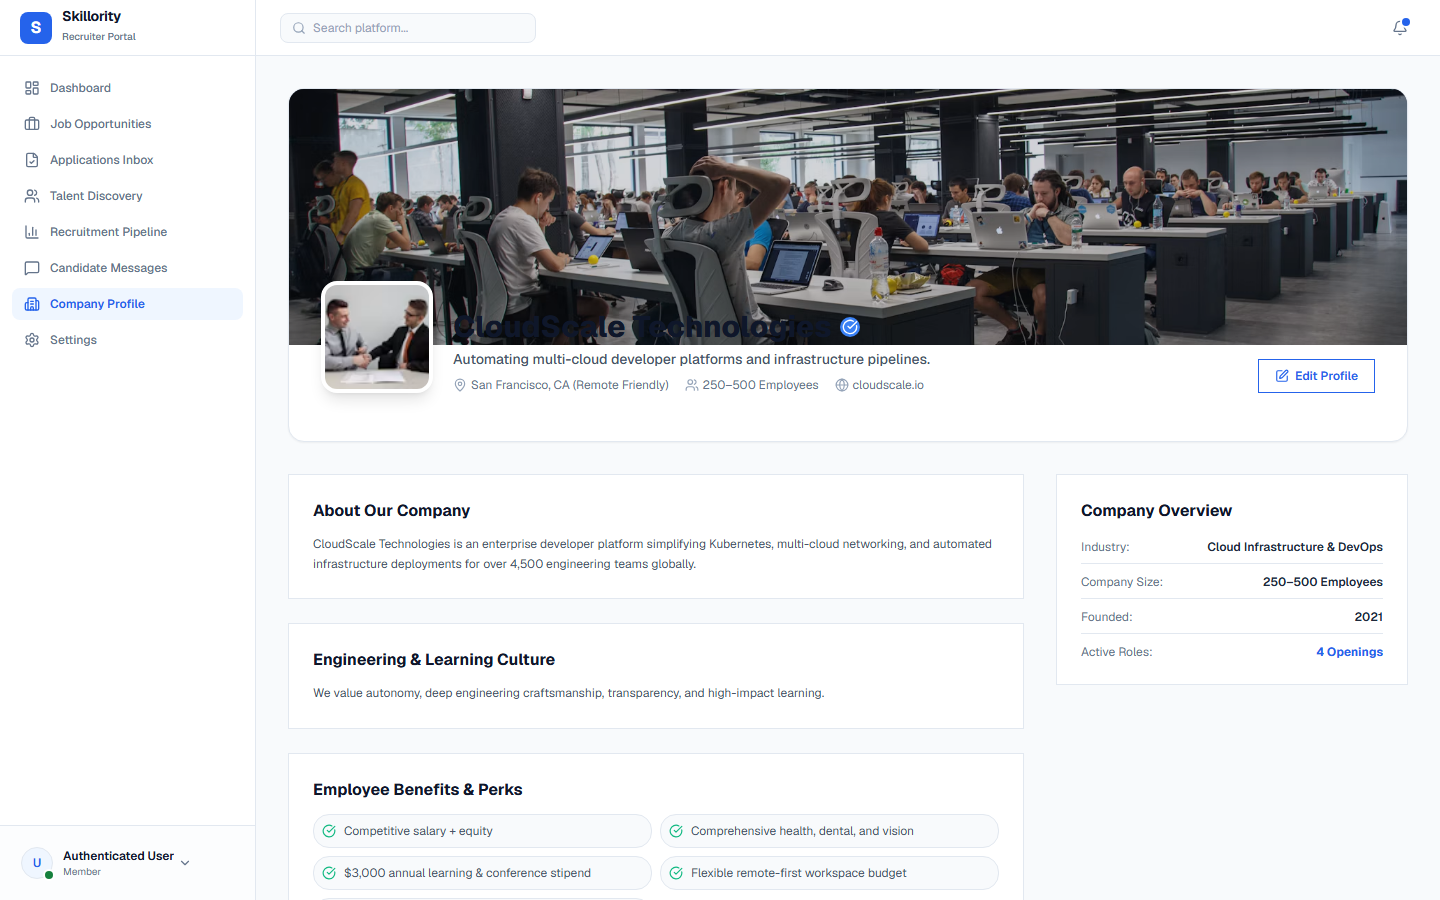 S
Skillority
Recruiter Portal
Search platform...
Dashboard
Job Opportunities
Applications Inbox
Talent Discovery
Recruitment Pipeline
Candidate Messages
Company Profile
Settings
CloudScale Technologies
Automating multi-cloud developer platforms and infrastructure pipelines.
San Francisco, CA (Remote Friendly) 250–500 Employees cloudscale.io
Edit Profile
About Our Company
CloudScale Technologies is an enterprise developer platform simplifying Kubernetes, multi-cloud networking, and automated
infrastructure deployments for over 4,500 engineering teams globally.
Engineering & Learning Culture
We value autonomy, deep engineering craftsmanship, transparency, and high-impact learning.
Employee Benefits & Perks
Competitive salary + equity
Comprehensive health, dental, and vision
$3,000 annual learning & conference stipend
Flexible remote-first workspace budget
Company Overview
Industry: Cloud Infrastructure & DevOps
Company Size: 250–500 Employees
Founded: 2021
Active Roles: 4 Openings
U
Authenticated User
Member